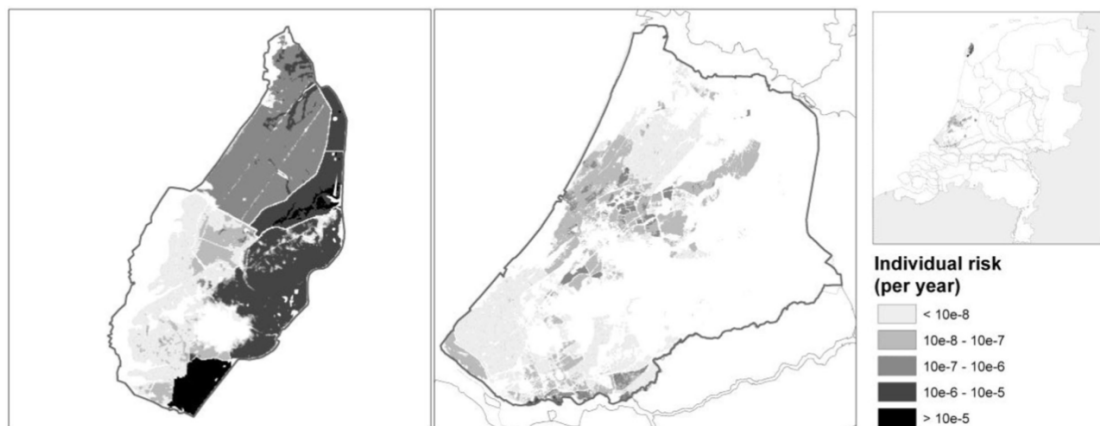 Individual risk
(per year)
< 10e-8
10e-8 - 10e-7
10e-7 - 10e-6
10e-6 - 10e-5
> 10e-5